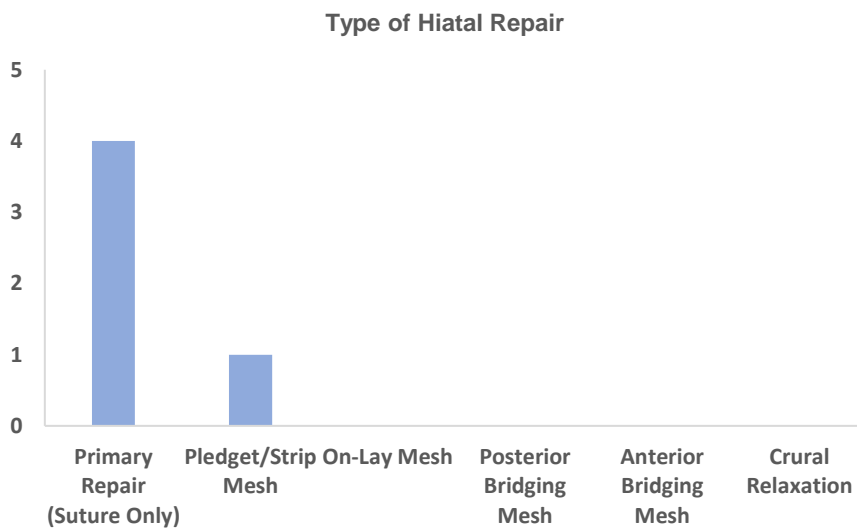 Type of Hiatal Repair
5
4
3
2
1
0
Primary
Repair
(Suture Only)
Pledget/Strip
Mesh
On-Lay Mesh
Posterior
Bridging
Mesh
Anterior
Bridging
Mesh
Crural
Relaxation